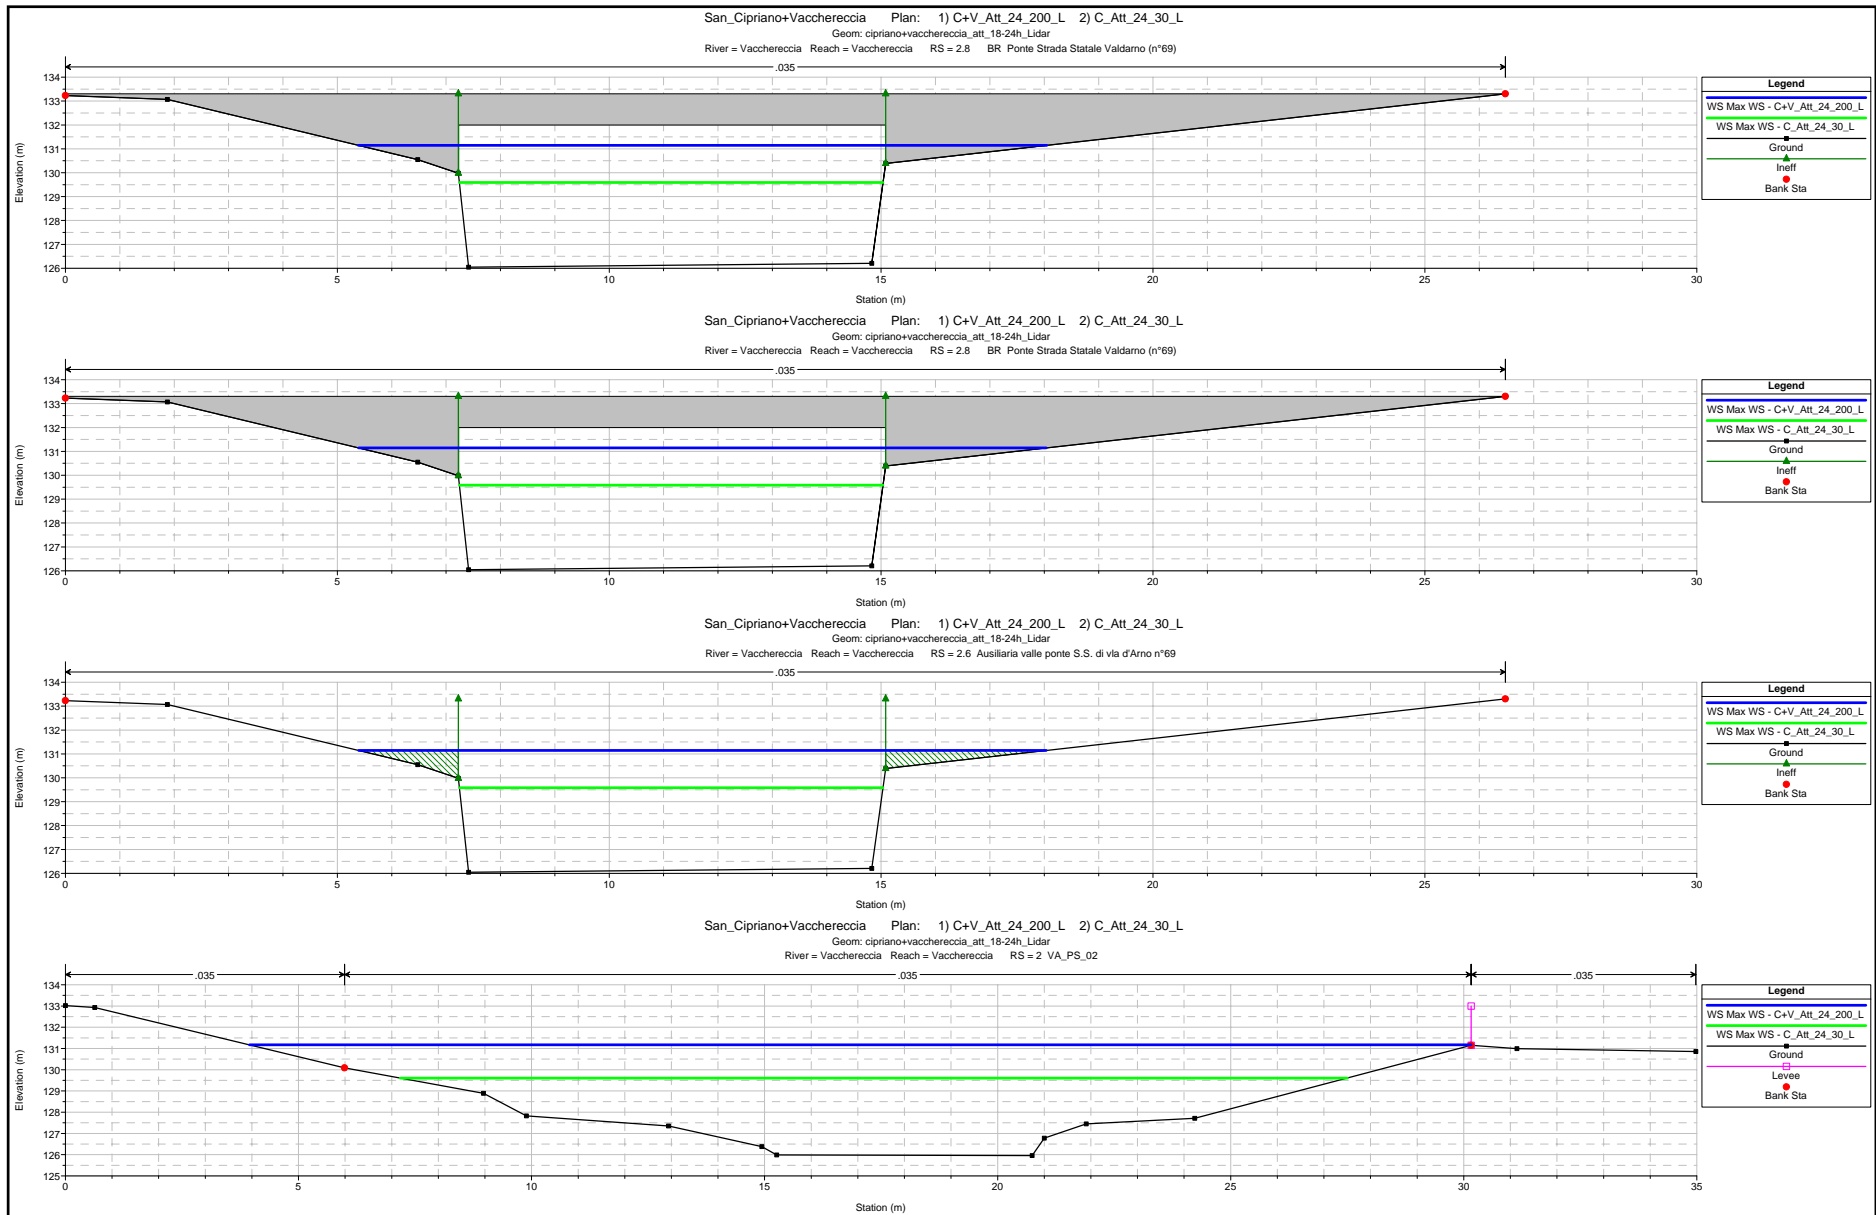 San_Cipriano+Vacchereccia Plan: 1) C+V_Att_24_200_L 2) C_Att_24_30_L
Geom: cipriano+vacchereccia_att_18-24h_Lidar
River = Vacchereccia Reach = Vacchereccia RS = 2.8 BR Ponte Strada Statale Valdarno (n°69)
.035
134
133
132
131
130
129
128
127
126
Elevation (m)
0 5 10 15 20 25 30
Station (m)
Legend
WS Max WS - C+V_Att_24_200_L
WS Max WS - C_Att_24_30_L
Ground
Ineff
Bank Sta
San_Cipriano+Vacchereccia Plan: 1) C+V_Att_24_200_L 2) C_Att_24_30_L
Geom: cipriano+vacchereccia_att_18-24h_Lidar
River = Vacchereccia Reach = Vacchereccia RS = 2.8 BR Ponte Strada Statale Valdarno (n°69)
.035
134
133
132
131
130
129
128
127
126
Elevation (m)
0 5 10 15 20 25 30
Station (m)
Legend
WS Max WS - C+V_Att_24_200_L
WS Max WS - C_Att_24_30_L
Ground
Ineff
Bank Sta
San_Cipriano+Vacchereccia Plan: 1) C+V_Att_24_200_L 2) C_Att_24_30_L
Geom: cipriano+vacchereccia_att_18-24h_Lidar
River = Vacchereccia Reach = Vacchereccia RS = 2.6 Ausiliaria valle ponte S.S. di vla d'Arno n°69
.035
134
133
132
131
130
129
128
127
126
Elevation (m)
0 5 10 15 20 25 30
Station (m)
Legend
WS Max WS - C+V_Att_24_200_L
WS Max WS - C_Att_24_30_L
Ground
Ineff
Bank Sta
San_Cipriano+Vacchereccia Plan: 1) C+V_Att_24_200_L 2) C_Att_24_30_L
Geom: cipriano+vacchereccia_att_18-24h_Lidar
River = Vacchereccia Reach = Vacchereccia RS = 2 VA_PS_02
.035 .035 .035
134
133
132
131
130
129
128
127
126
125
Elevation (m)
0 5 10 15 20 25 30 35
Station (m)
Legend
WS Max WS - C+V_Att_24_200_L
WS Max WS - C_Att_24_30_L
Ground
Levee
Bank Sta